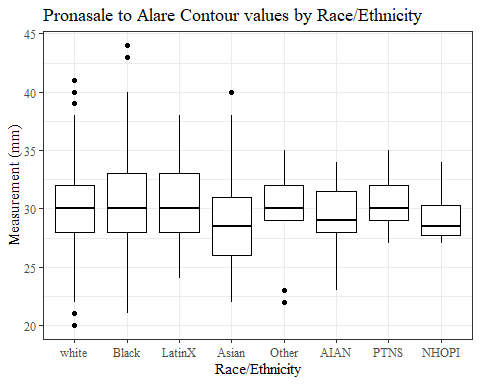 Pronasale to Alare Contour values by Race/Ethnicity
45
40
35
30
25
20
Measurement (mm)
white Black LatinX Asian Other AIAN PTNS NHOPI
Race/Ethnicity